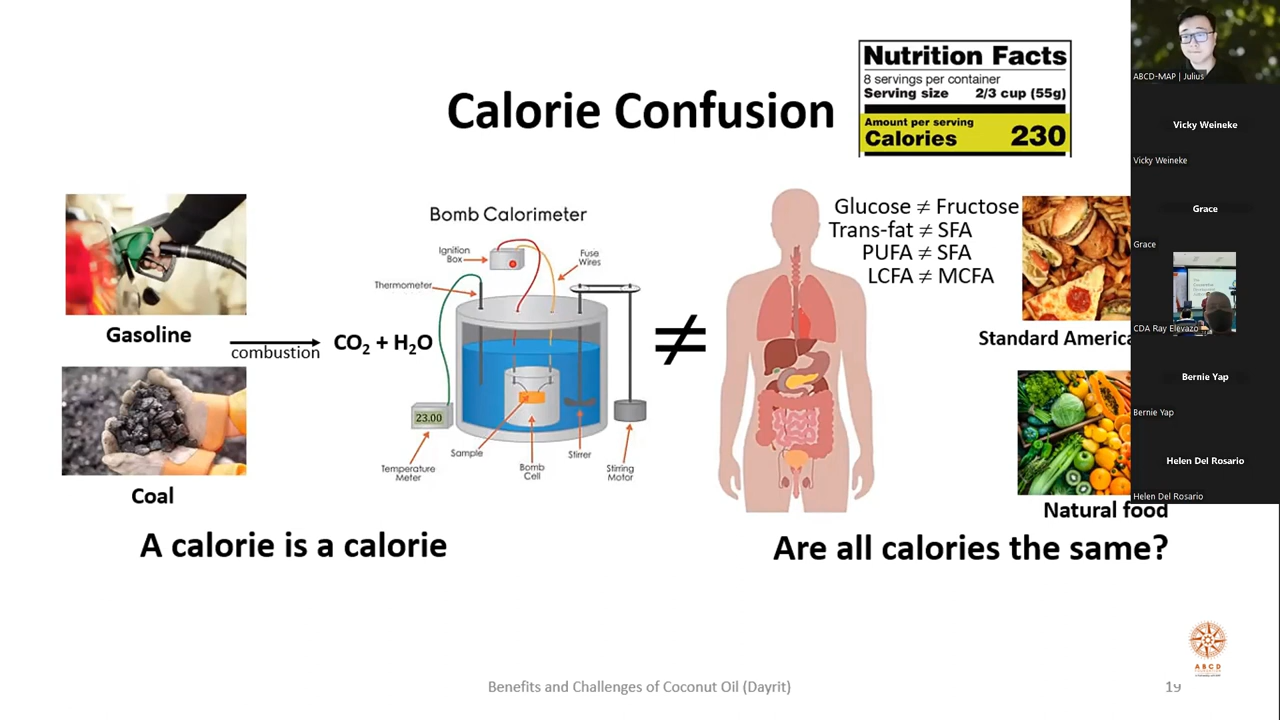 Calorie Confusion
Nutrition Facts
8 servings per container
Serving size 2/3 cup (55g)
Amount per serving
Calories 230
Gasoline
Coal
combustion
CO₂ + H₂O
Bomb Calorimeter
Ignition
Box
Fuse
Wires
Thermometer
23.00
Temperature
Meter
Sample
Bomb
Cell
Stirrer
Stirring
Motor
≠
Glucose ≠ Fructose
Trans-fat ≠ SFA
PUFA ≠ SFA
LCFA ≠ MCFA
Standard America
Natural food
A calorie is a calorie
Are all calories the same?
Benefits and Challenges of Coconut Oil (Dayrit)
19
ABCD
ABCD-MAP | Julius
Vicky Weineke
Vicky Weineke
Grace
Grace
CDA Ray Elevazo
Bernie Yap
Bernie Yap
Helen Del Rosario
Helen Del Rosario